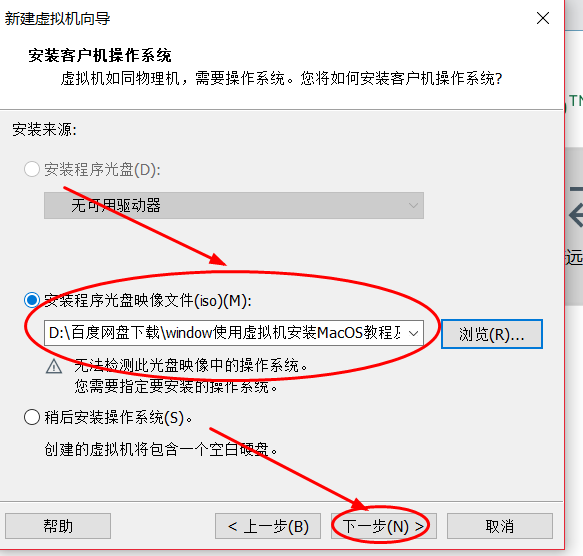 新建虚拟机向导
安装客户机操作系统
虚拟机如同物理机，需要操作系统。您将如何安装客户机操作系统?
TN
安装来源:
安装程序光盘(D):
无可用驱动器
远
安装程序光盘映像文件(iso)(M):
D:\百度网盘下载\window使用虚拟机安装MacOS教程及 浏览(R)...
无法检测此光盘映像中的操作系统。
您需要指定要安装的操作系统。
稍后安装操作系统(S)。
创建的虚拟机将包含一个空白硬盘。
帮助 < 上一步(B) 下一步(N) > 取消